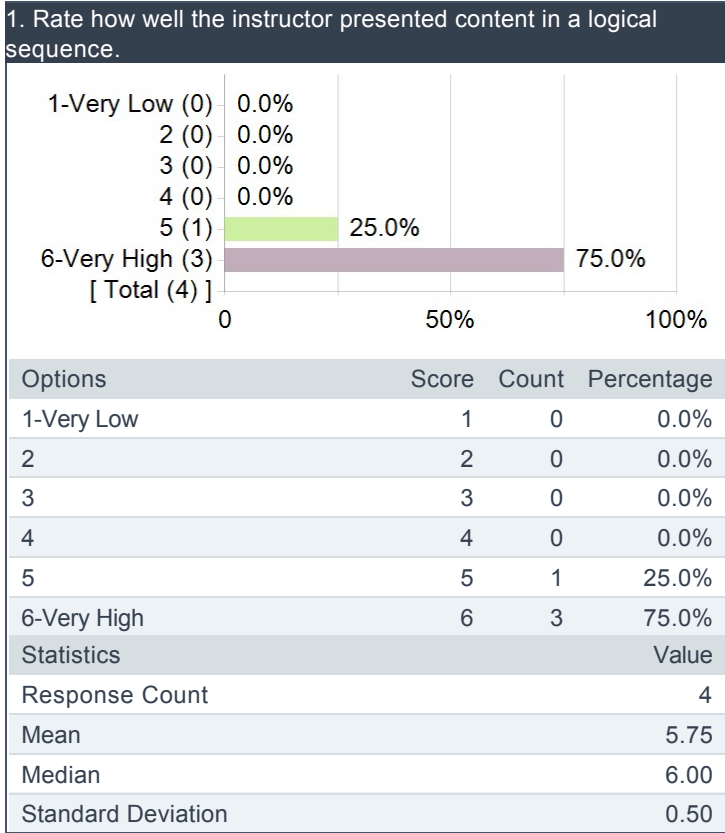 1. Rate how well the instructor presented content in a logical
sequence.
1-Very Low (0) 0.0%
2 (0) 0.0%
3 (0) 0.0%
4 (0) 0.0%
5 (1) 25.0%
6-Very High (3) 75.0%
[ Total (4) ]
0 50% 100%
Options Score Count Percentage
1-Very Low 1 0 0.0%
2 2 0 0.0%
3 3 0 0.0%
4 4 0 0.0%
5 5 1 25.0%
6-Very High 6 3 75.0%
Statistics Value
Response Count 4
Mean 5.75
Median 6.00
Standard Deviation 0.50